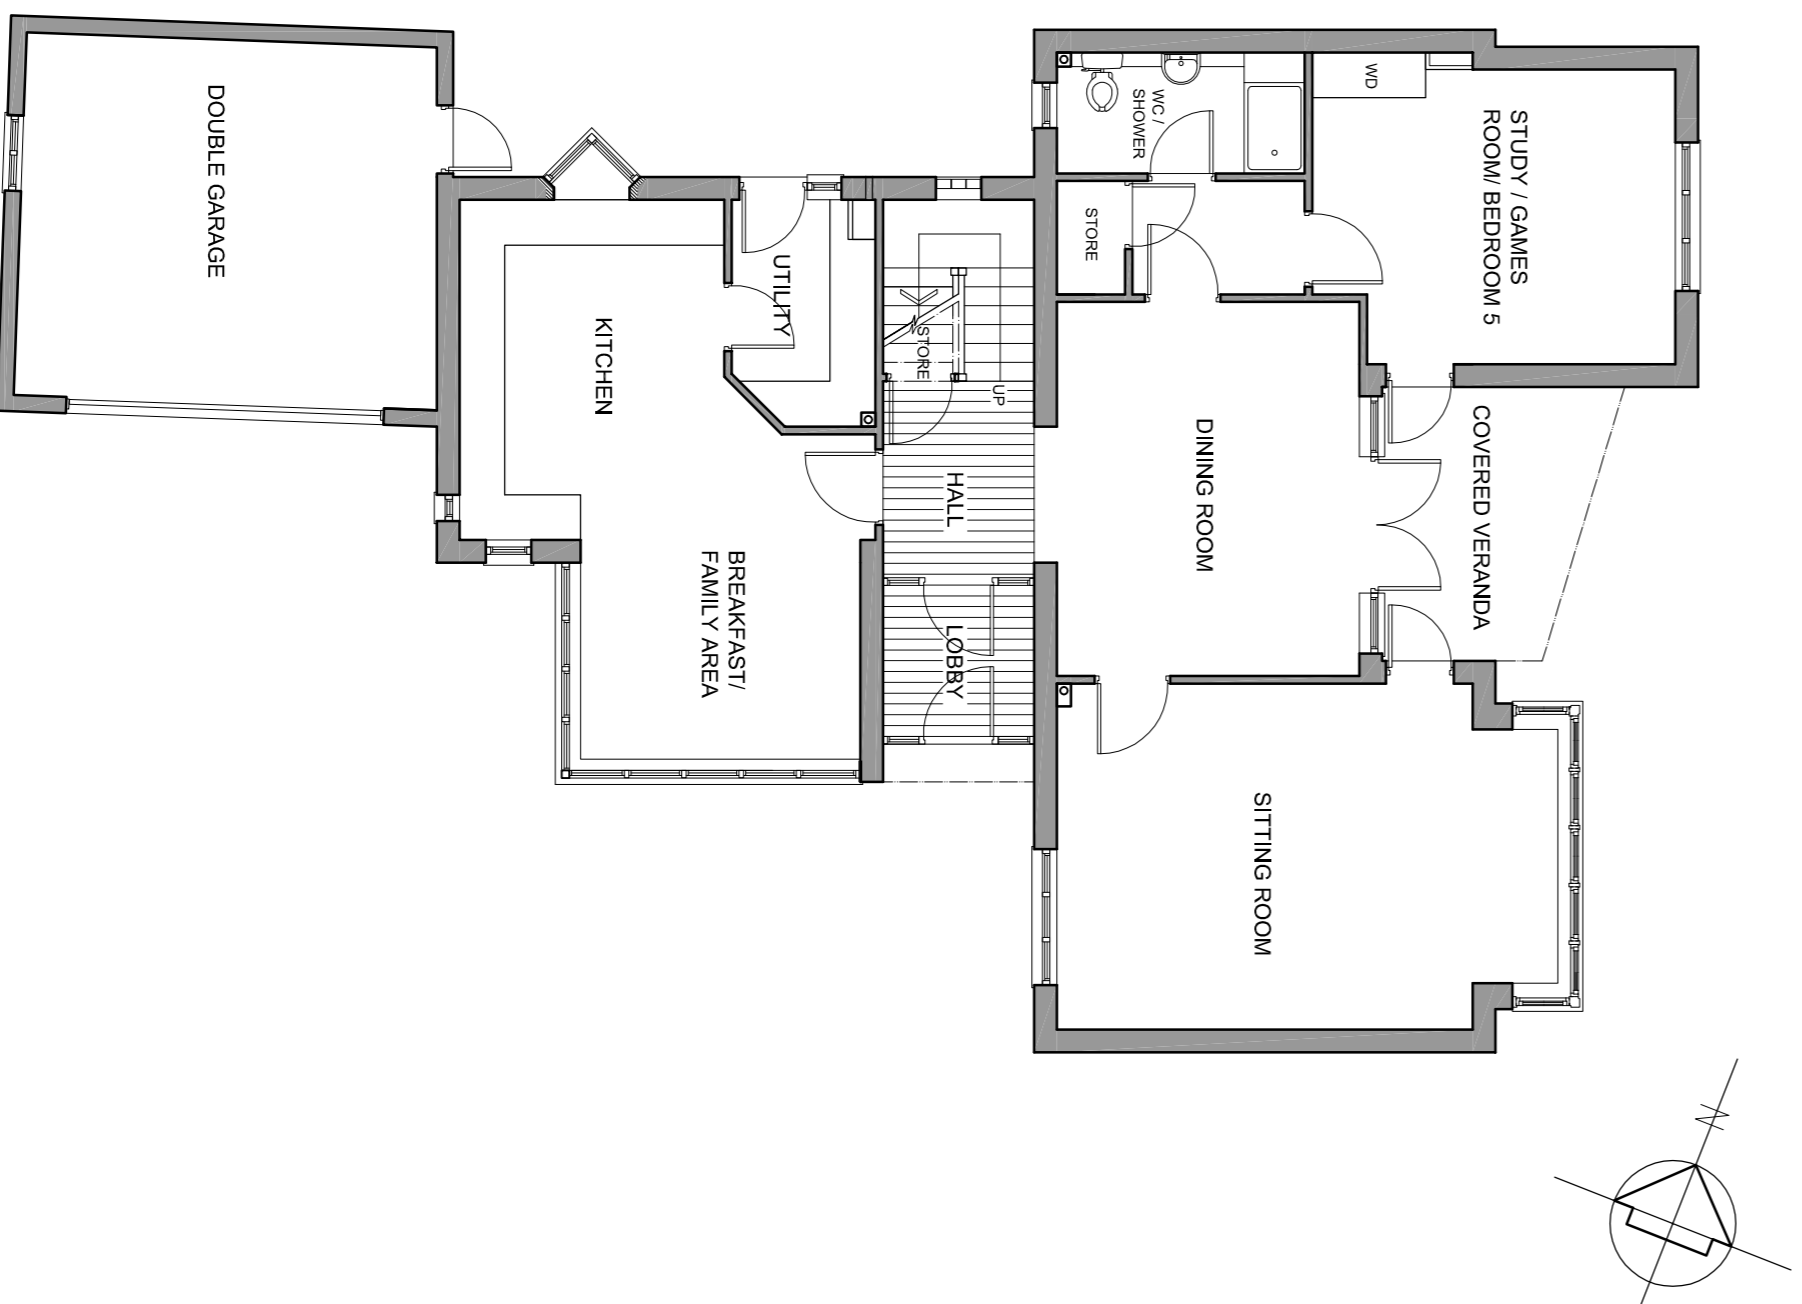 DOUBLE GARAGE
KITCHEN
UTILITY
BREAKFAST/
FAMILY AREA
STORE
UP
HALL
LOBBY
WC /
SHOWER
STORE
WD
STUDY / GAMES
ROOM/ BEDROOM 5
DINING ROOM
COVERED VERANDA
SITTING ROOM
N